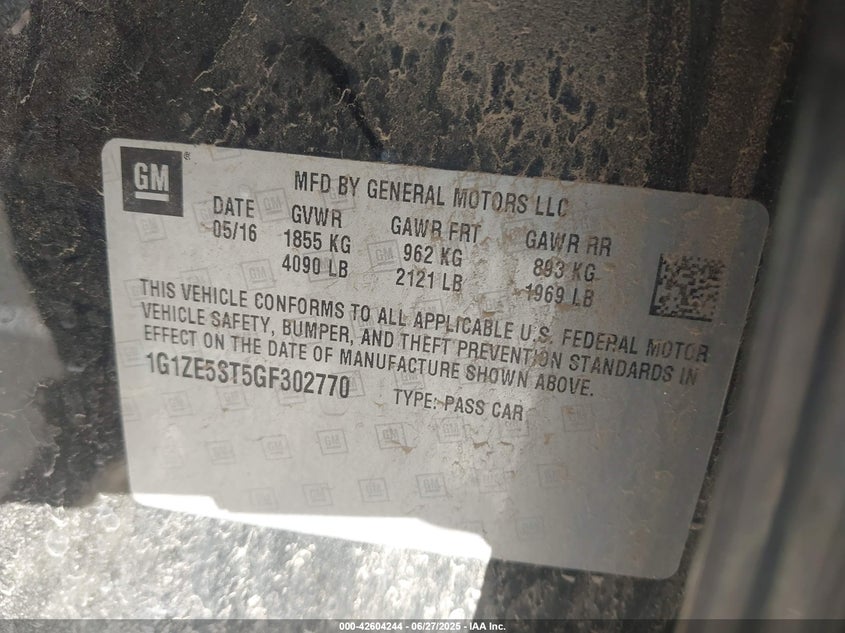 GM
MFD BY GENERAL MOTORS LLC
DATE GVWR GAWR FRT GAWR RR
05/16 1855 KG 962 KG 893 KG
4090 LB 2121 LB 1969 LB
THIS VEHICLE CONFORMS TO ALL APPLICABLE U.S. FEDERAL MOTOR
VEHICLE SAFETY, BUMPER, AND THEFT PREVENTION STANDARDS IN
EFFECT ON THE DATE OF MANUFACTURE SHOWN ABOVE.
1G1ZE5ST5GF302770 TYPE: PASS CAR
000-42604244 - 06/27/2025 - IAA Inc.